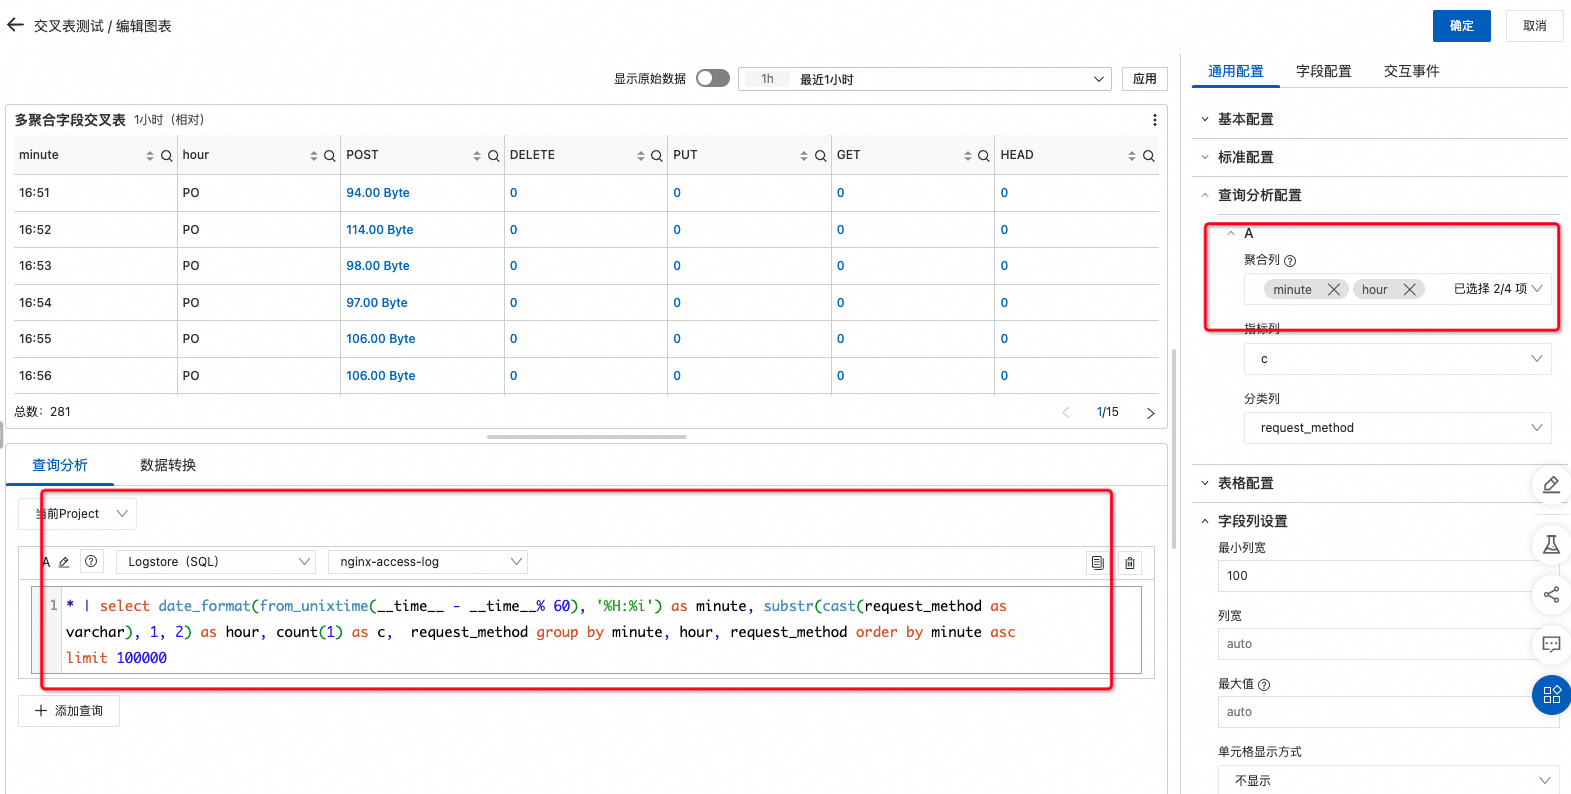 交叉表测试 / 编辑图表
确定
取消
显示原始数据
1h
最近1小时
应用
多聚合字段交叉表 1小时（相对）
minute hour POST DELETE PUT GET HEAD
16:51 PO 94.00 Byte 0 0 0 0
16:52 PO 114.00 Byte 0 0 0 0
16:53 PO 98.00 Byte 0 0 0 0
16:54 PO 97.00 Byte 0 0 0 0
16:55 PO 106.00 Byte 0 0 0 0
16:56 PO 106.00 Byte 0 0 0 0
总数：281
1/15
查询分析 数据转换
当前Project
A
Logstore（SQL）
nginx-access-log
1 * | select date_format(from_unixtime(__time__ - __time__% 60), '%H:%i') as minute, substr(cast(request_method as
varchar), 1, 2) as hour, count(1) as c,  request_method group by minute, hour, request_method order by minute asc
limit 100000
添加查询
通用配置 字段配置 交互事件
基本配置
标准配置
查询分析配置
A
聚合列
minute hour 已选择 2/4 项
指标列
c
分类列
request_method
表格配置
字段列设置
最小列宽
100
列宽
auto
最大值
auto
单元格显示方式
不显示